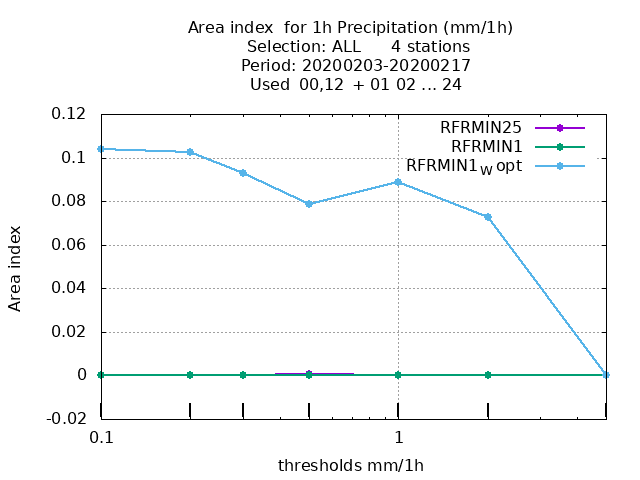 Area index  for 1h Precipitation (mm/1h)
Selection: ALL      4 stations
Period: 20200203-20200217
Used  00,12  + 01 02 ... 24
RFRMIN25
RFRMIN1
RFRMIN1W opt
0.12
0.1
0.08
0.06
0.04
0.02
0
-0.02
Area index
0.1
1
thresholds mm/1h